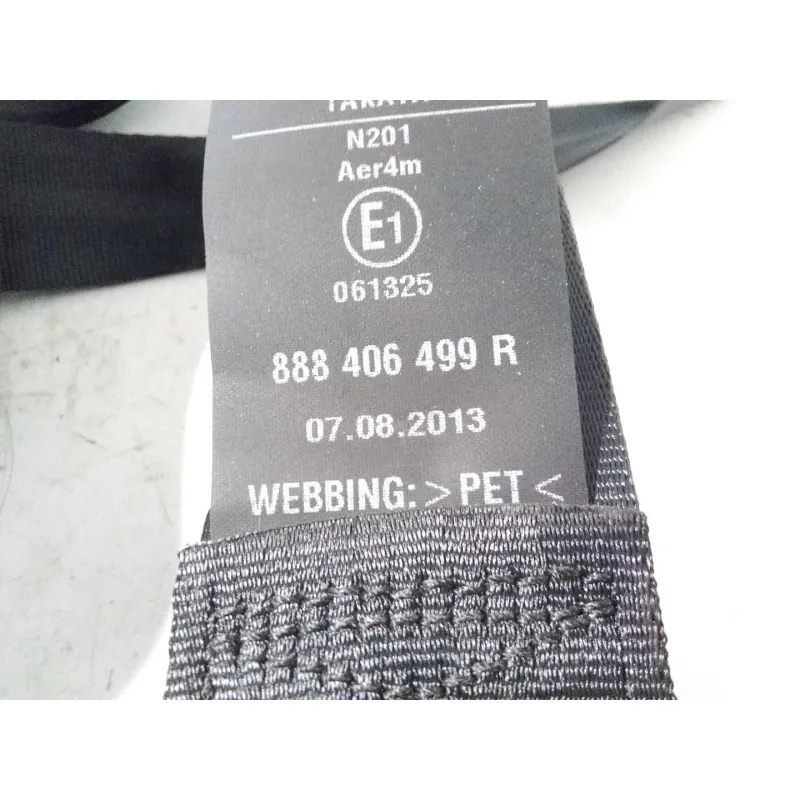 N201
Aer4m
E1
061325
888 406 499 R
07.08.2013
WEBBING: >PET<